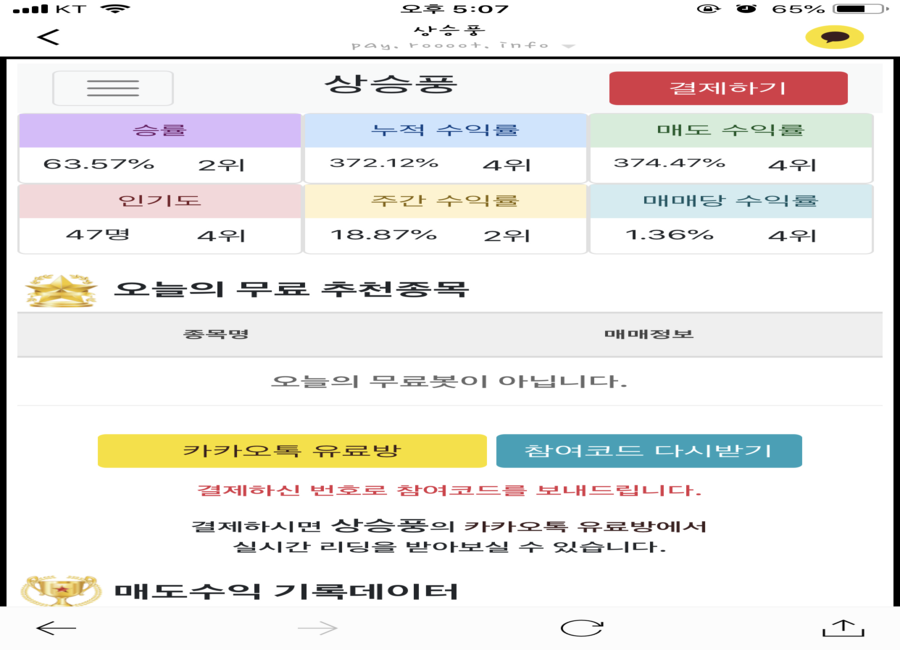 KT 오후 5:07 65%
상승풍
pay.roooot.info
상승풍 결제하기
승률 누적 수익률 매도 수익률
63.57% 2위 372.12% 4위 374.47% 4위
인기도 주간 수익률 매매당 수익률
47명 4위 18.87% 2위 1.36% 4위
오늘의 무료 추천종목
종목명 매매정보
오늘의 무료봇이 아닙니다.
카카오톡 유료방 참여코드 다시받기
결제하신 번호로 참여코드를 보내드립니다.
결제하시면 상승풍의 카카오톡 유료방에서
실시간 리딩을 받아보실 수 있습니다.
매도수익 기록데이터